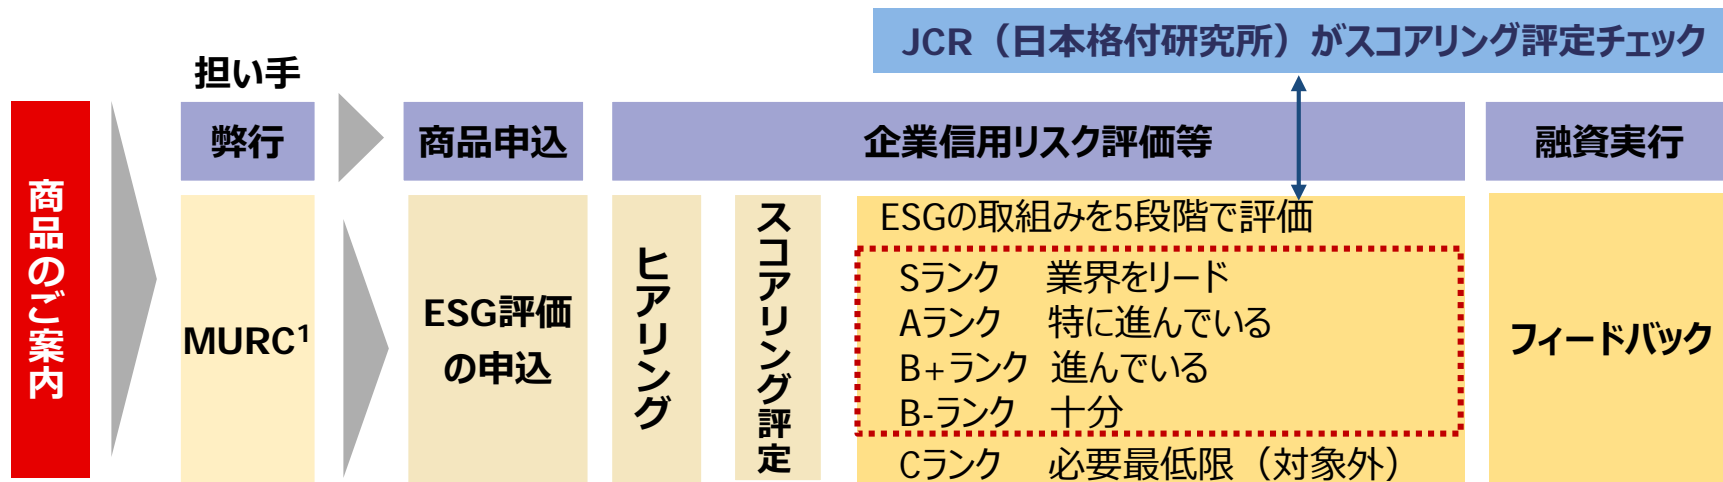 JCR（日本格付研究所）がスコアリング評定チェック
担い手
商品のご案内
弊行
商品申込
企業信用リスク評価等
融資実行
MURC1
ESG評価
の申込
ヒアリング
スコアリング評定
ESGの取組みを5段階で評価
Sランク 業界をリード
Aランク 特に進んでいる
B+ランク 進んでいる
B-ランク 十分
Cランク 必要最低限（対象外）
フィードバック